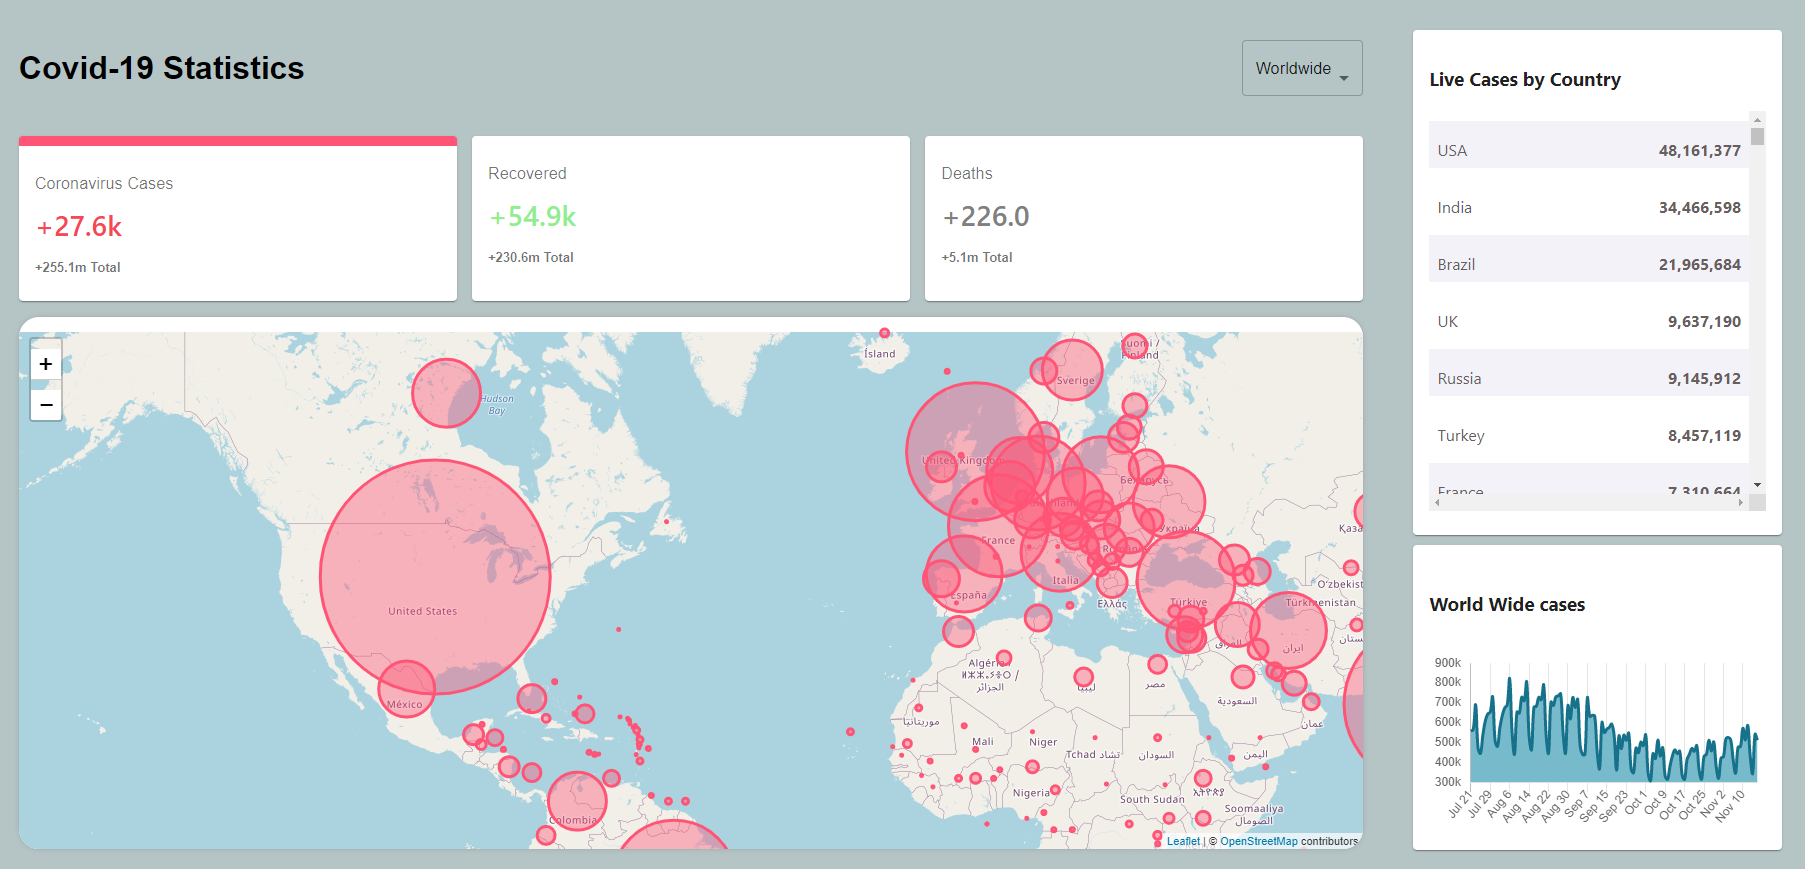 Covid-19 Statistics
Worldwide
Coronavirus Cases
+27.6k
+255.1m Total
Recovered
+54.9k
+230.6m Total
Deaths
+226.0
+5.1m Total
+
−
Hudson
Bay
Ísland
Suomi /
Finland
Sverige
United Kingdom
Беларусь
Україна
France
România
Italia
España
Ελλάς
Türkiye
Қаза
O'zbekist
Türkmenistan
United States
México
Algérie
ⵍⵣⵣⴰⵢⴻⵔ /
الجزائر
ليبيا
مصر
العراق
ایران
السعودية
عمان
موريتانيا
Mali
Niger
Tchad تشاد
السودان
اليمن
Nigeria
South Sudan
ኢትዮጵያ
Soomaaliya
الصومال
Colombia
Leaflet | © OpenStreetMap contributors
Live Cases by Country
USA 48,161,377
India 34,466,598
Brazil 21,965,684
UK 9,637,190
Russia 9,145,912
Turkey 8,457,119
France 7,310,664
World Wide cases
900k
800k
700k
600k
500k
400k
300k
Jul 21
Jul 29
Aug 6
Aug 14
Aug 22
Aug 30
Sep 7
Sep 15
Sep 23
Oct 1
Oct 9
Oct 17
Oct 25
Nov 2
Nov 10